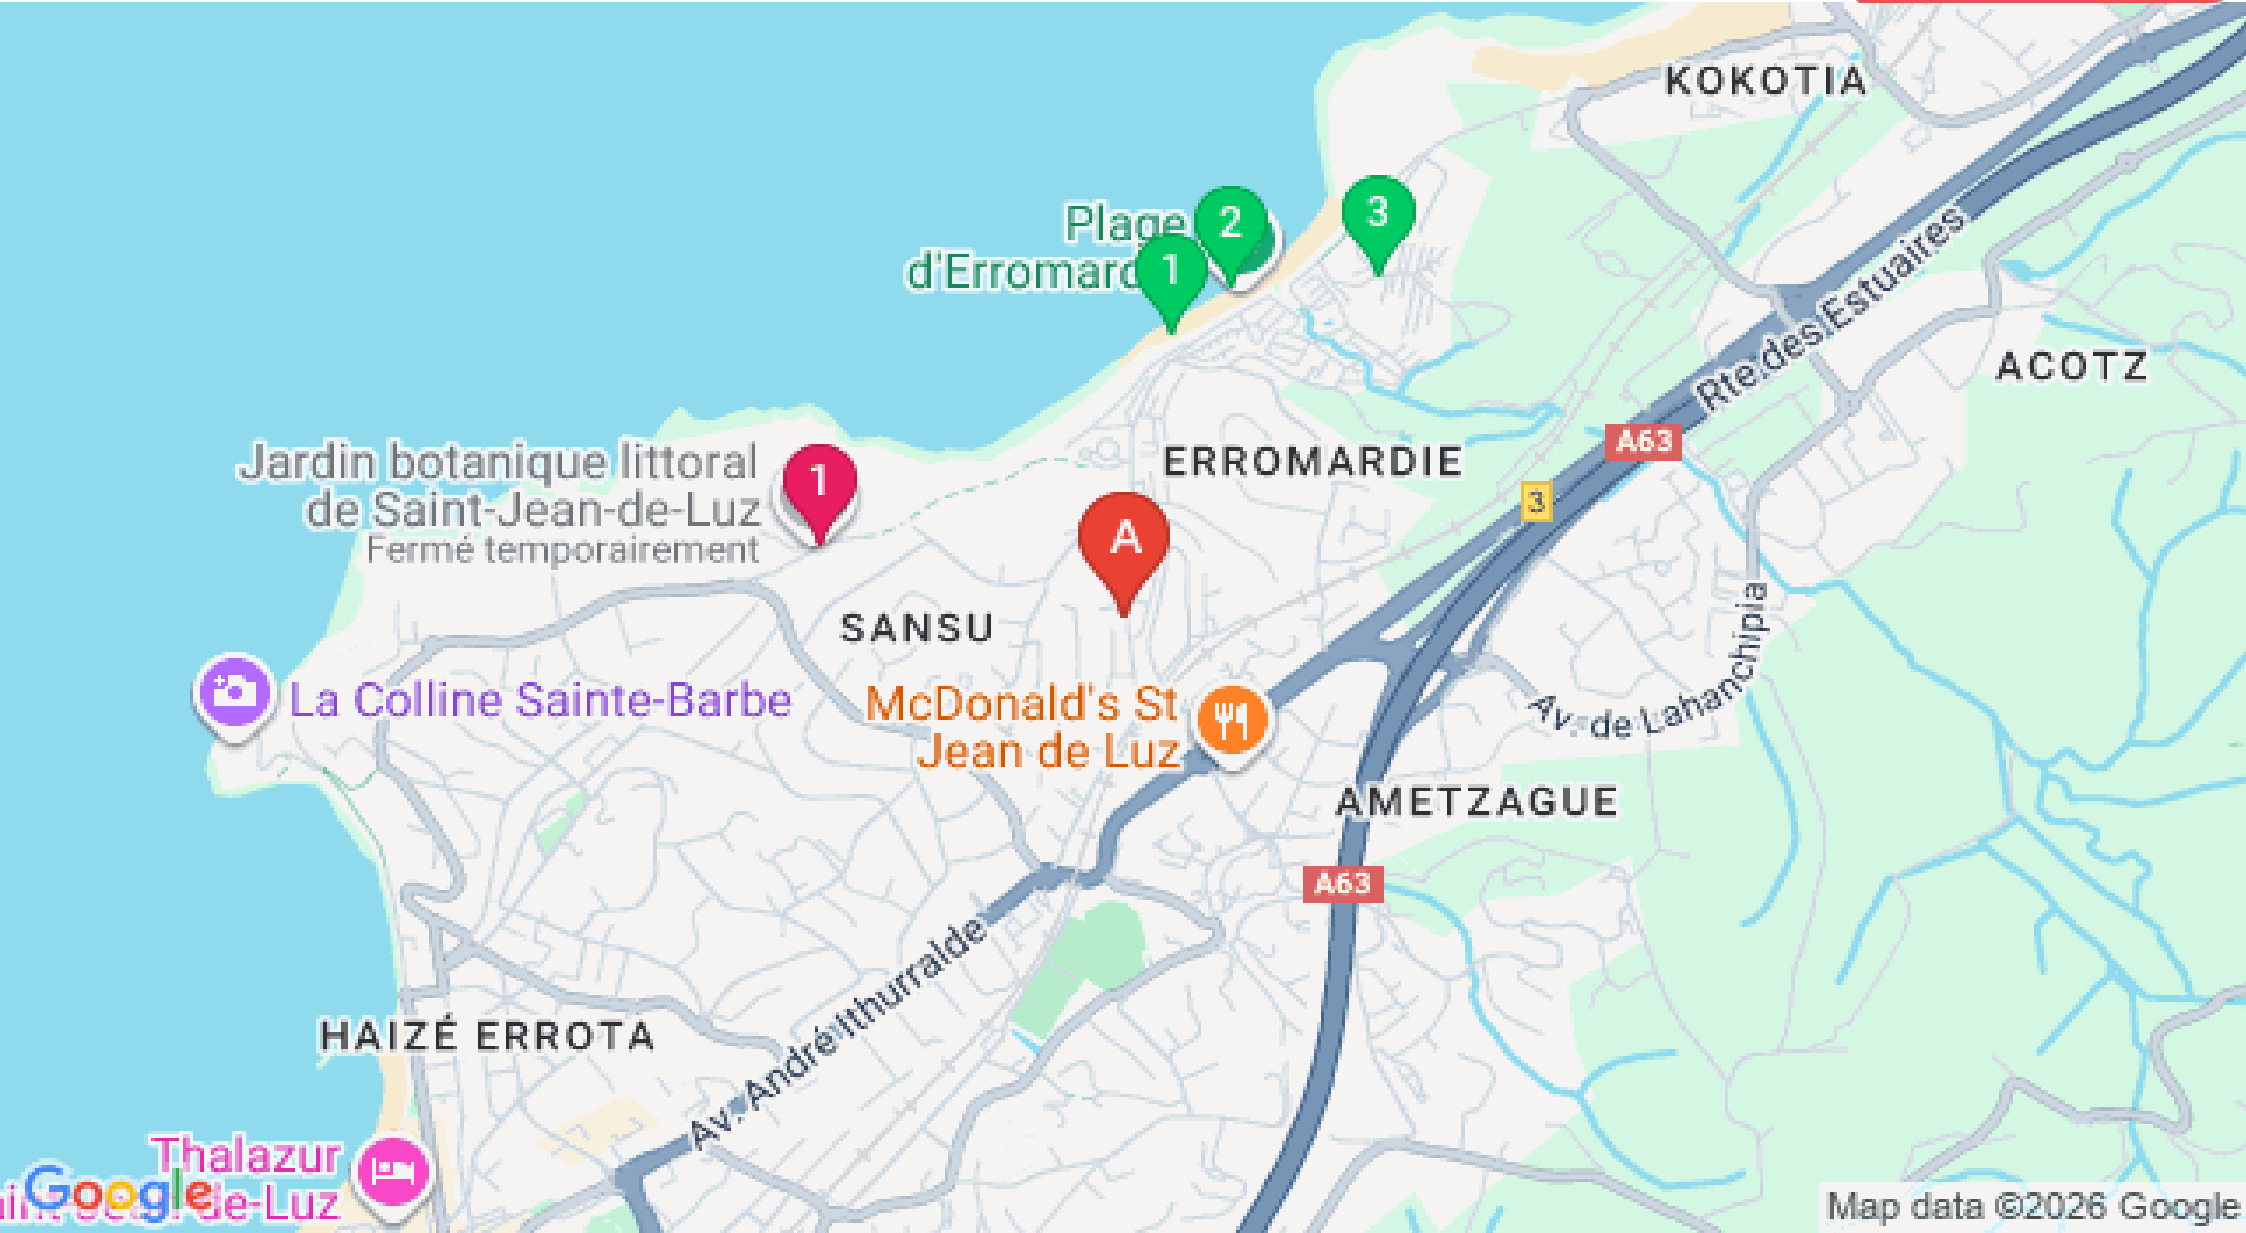 KOKOTIA
Plage
d'Erromard
2
3
1
Rte des Estuaires
ACOTZ
Jardin botanique littoral
de Saint-Jean-de-Luz
Fermé temporairement
1
ERROMARDIE
A63
3
A
SANSU
La Colline Sainte-Barbe
McDonald's St
Jean de Luz
Av. de Lahanchipia
AMETZAGUE
A63
Av. André Ithurralde
HAIZÉ ERROTA
Thalazur
de-Luz
Google
Map data ©2026 Google